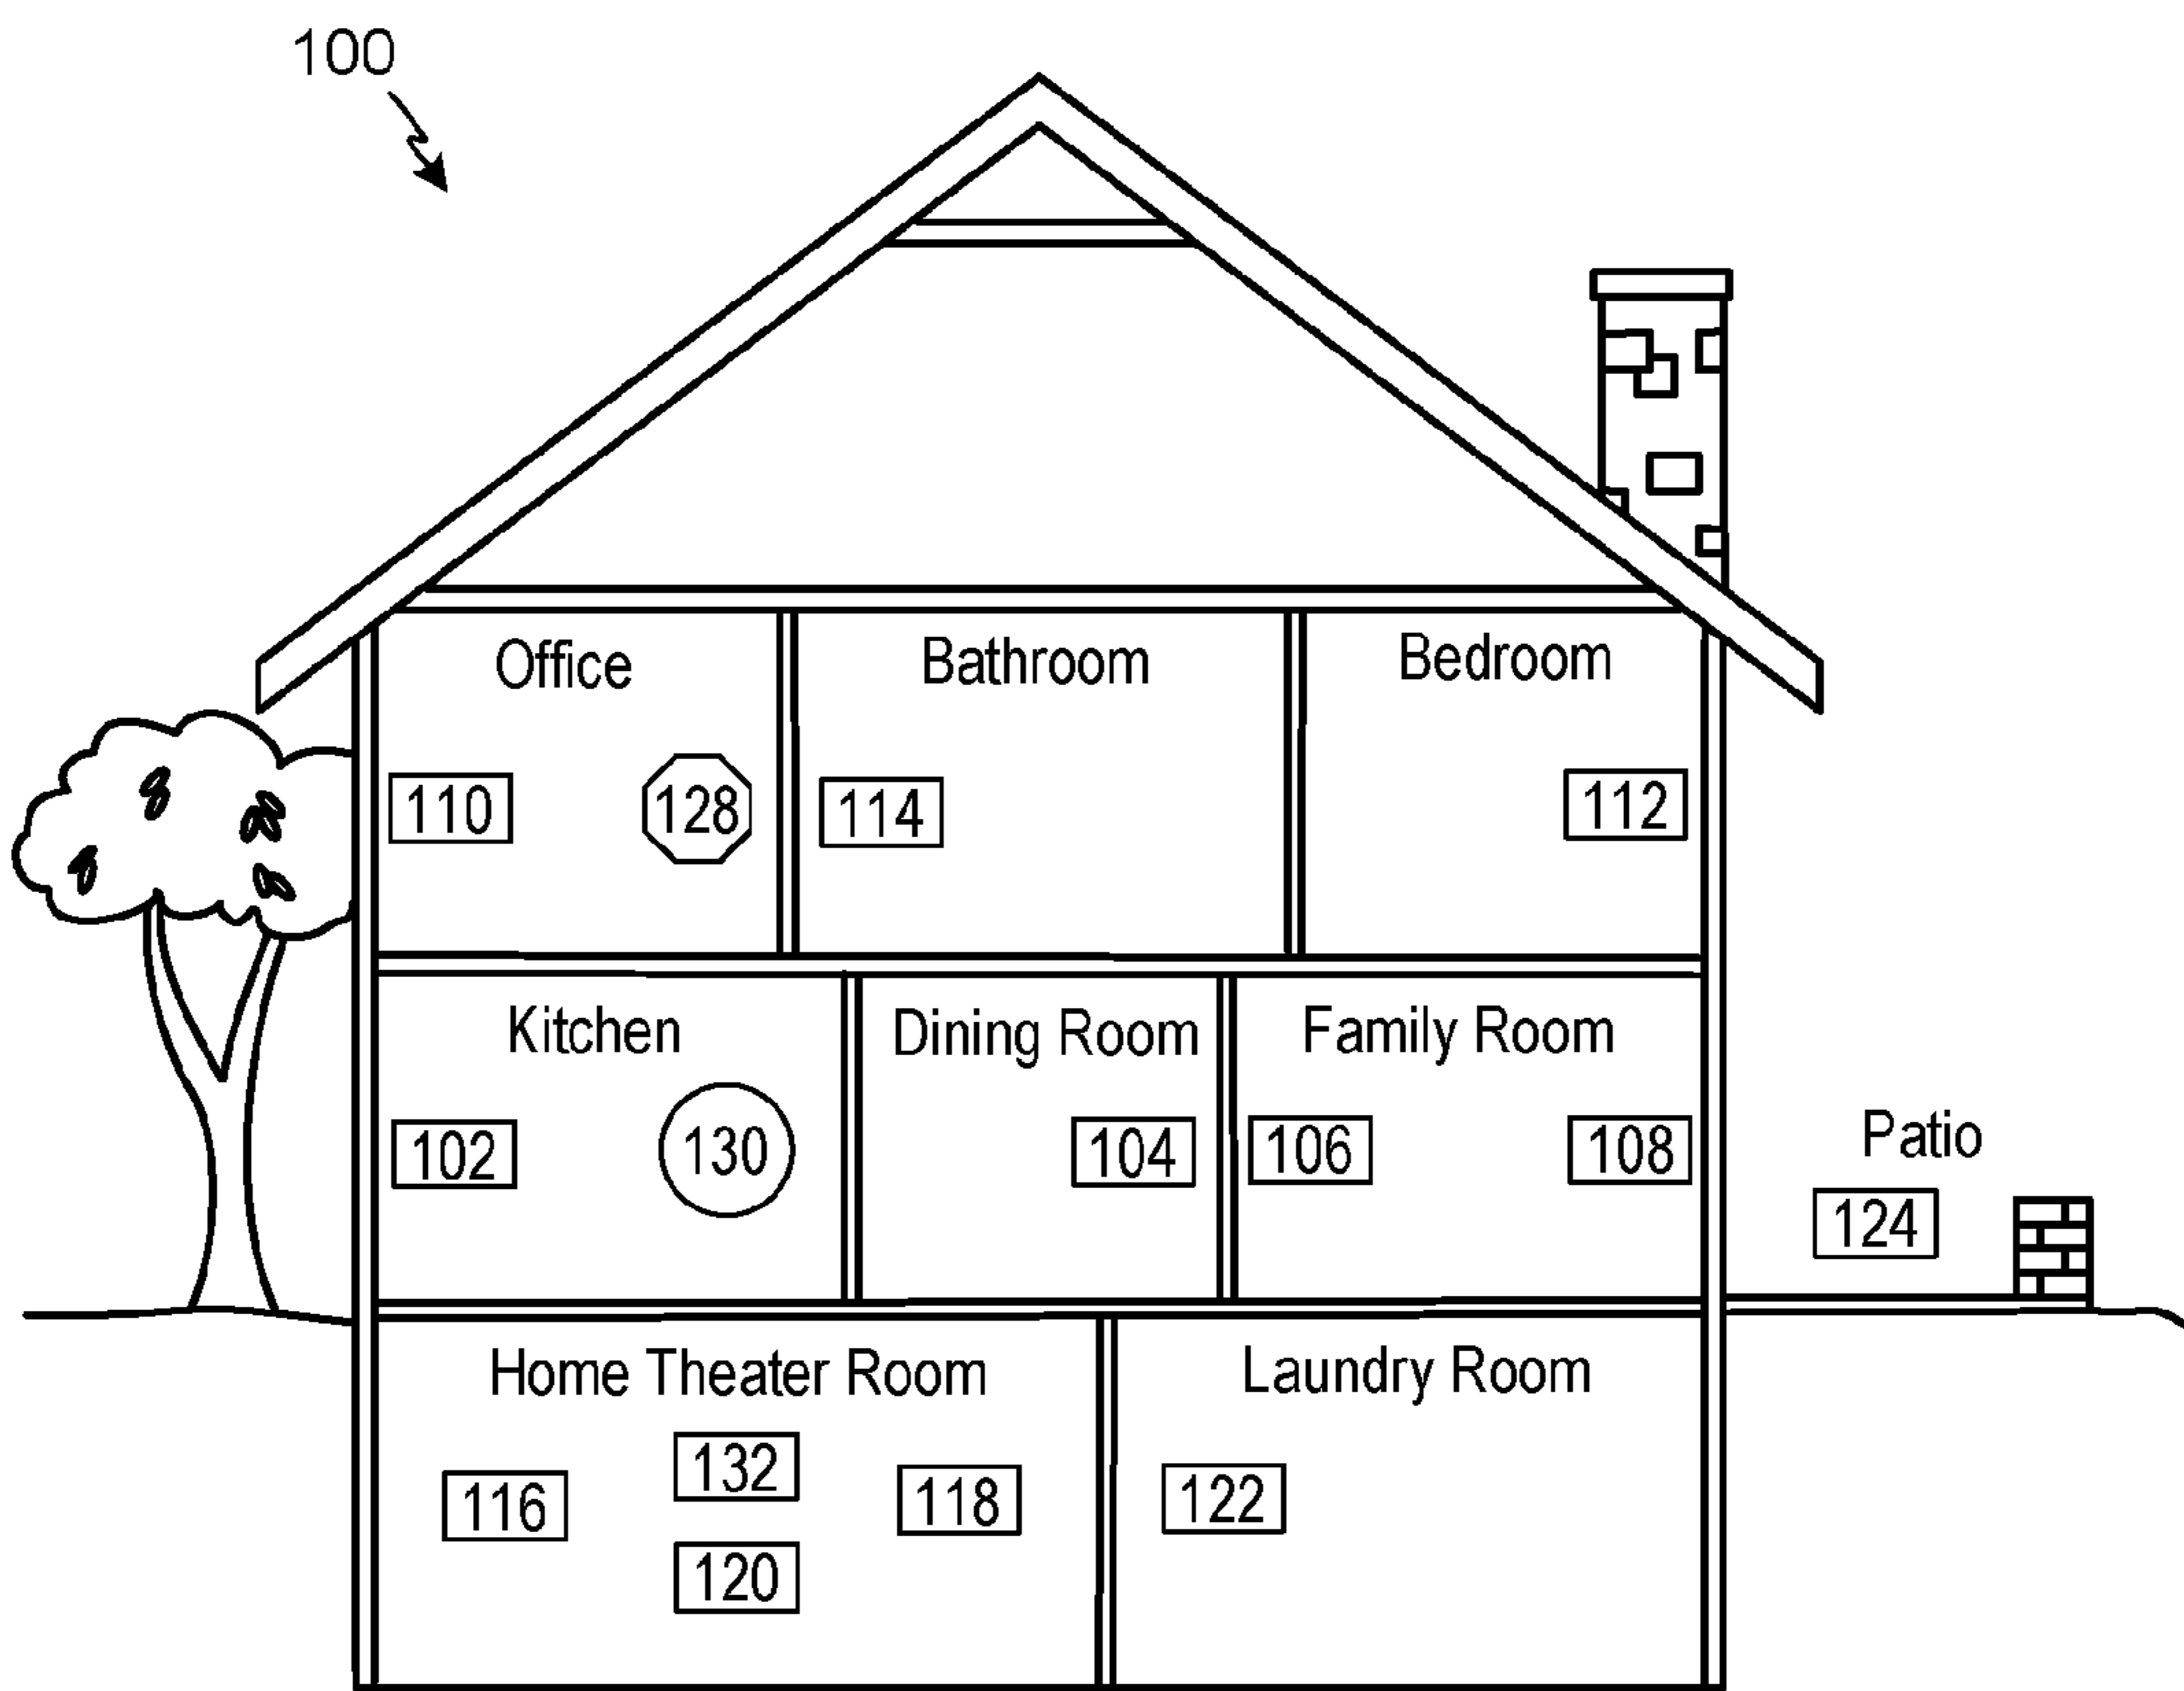 100
Office
Bathroom
Bedroom
110
128
114
112
Kitchen
Dining Room
Family Room
102
130
104
106
108
Patio
124
Home Theater Room
Laundry Room
132
116
118
122
120